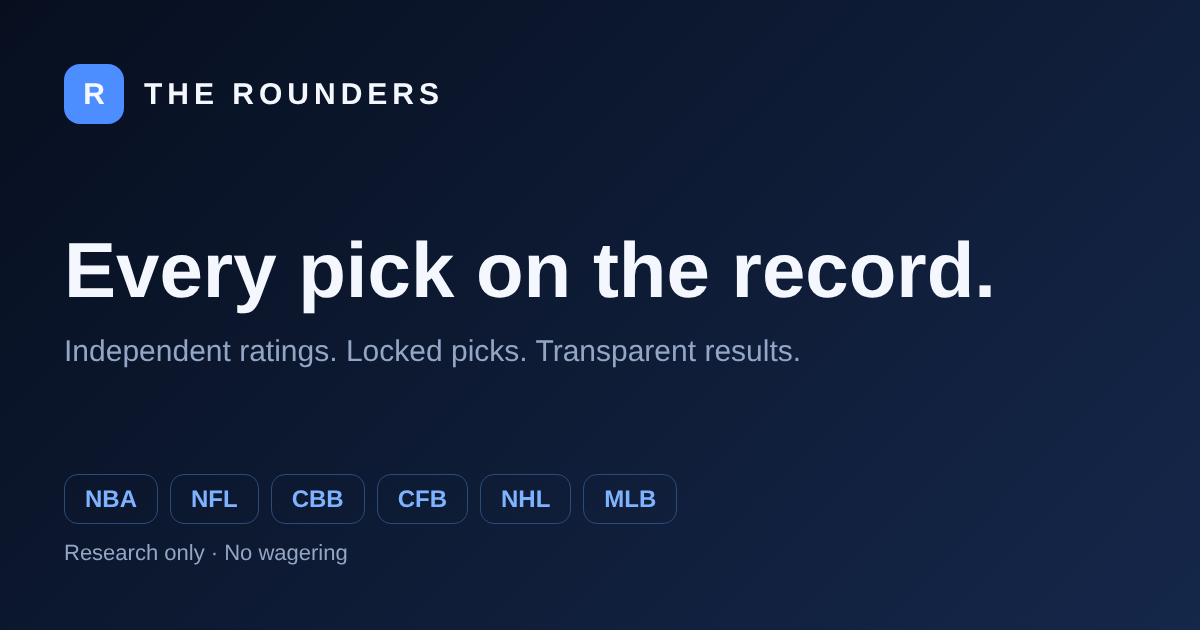 R THE ROUNDERS
Every pick on the record.
Independent ratings. Locked picks. Transparent results.
NBA NFL CBB CFB NHL MLB
Research only · No wagering